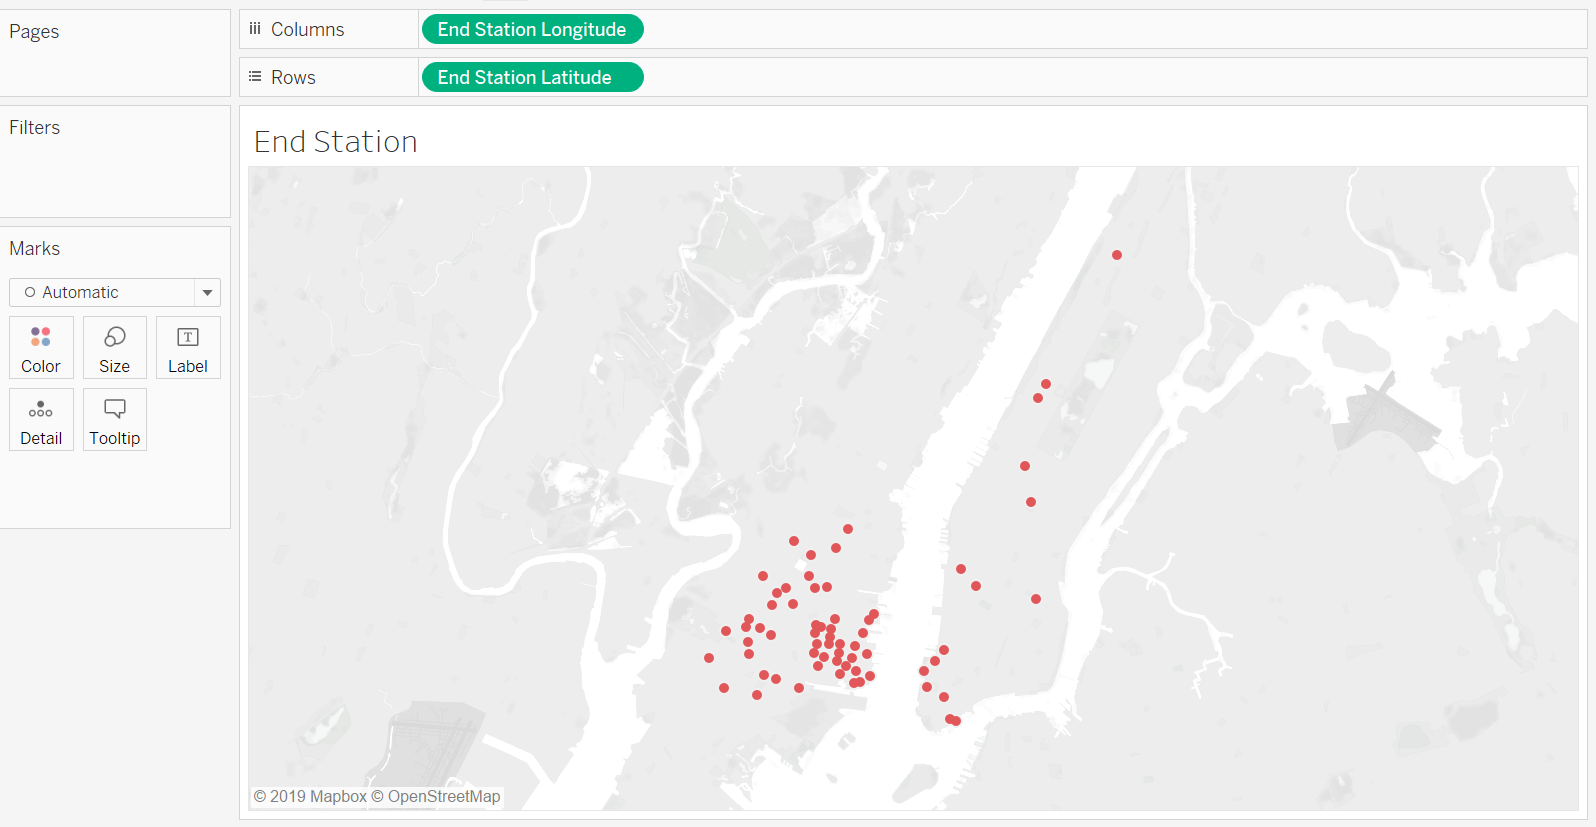 Pages
Columns
End Station Longitude
Rows
End Station Latitude
Filters
End Station
Marks
Automatic
Color
Size
T
Label
Detail
Tooltip
© 2019 Mapbox © OpenStreetMap